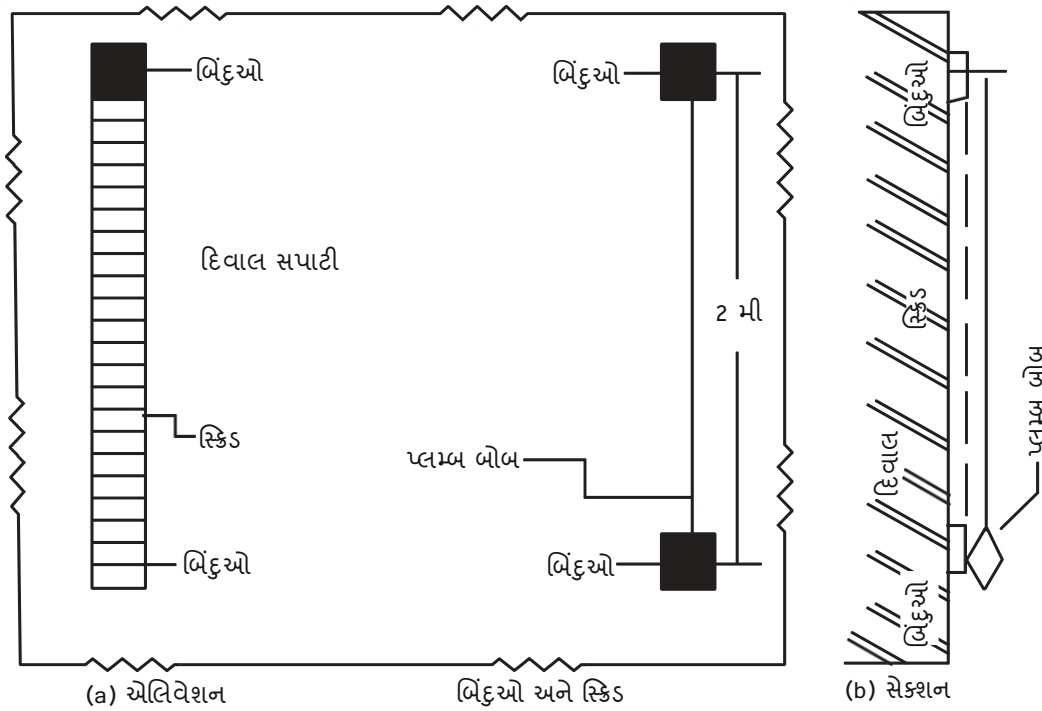 બિંદુઓ
બિંદુઓ
બિંદુઓ
દિવાલ સપાટી
2 મી
સ્ક્રિડ
સ્ક્રિડ
પ્લમ્બ બોબ
પ્લમ્બ બોબ
દિવાલ
બિંદુઓ
બિંદુઓ
બિંદુઓ
(a) એલિવેશન
બિંદુઓ અને સ્ક્રિડ
(b) સેક્શન